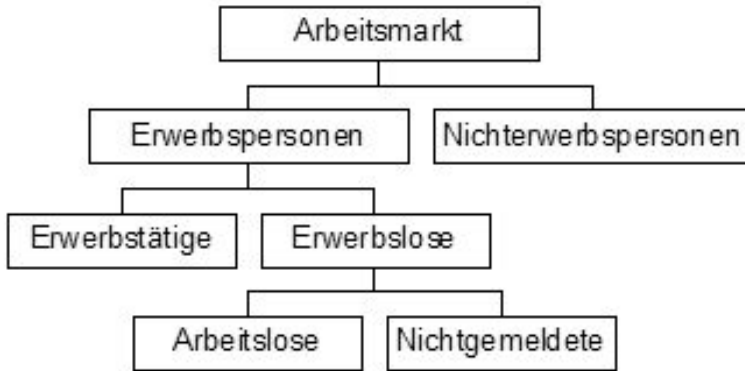 Arbeitsmarkt
Erwerbspersonen
Nichterwerbspersonen
Erwerbstätige
Erwerbslose
Arbeitslose
Nichtgemeldete